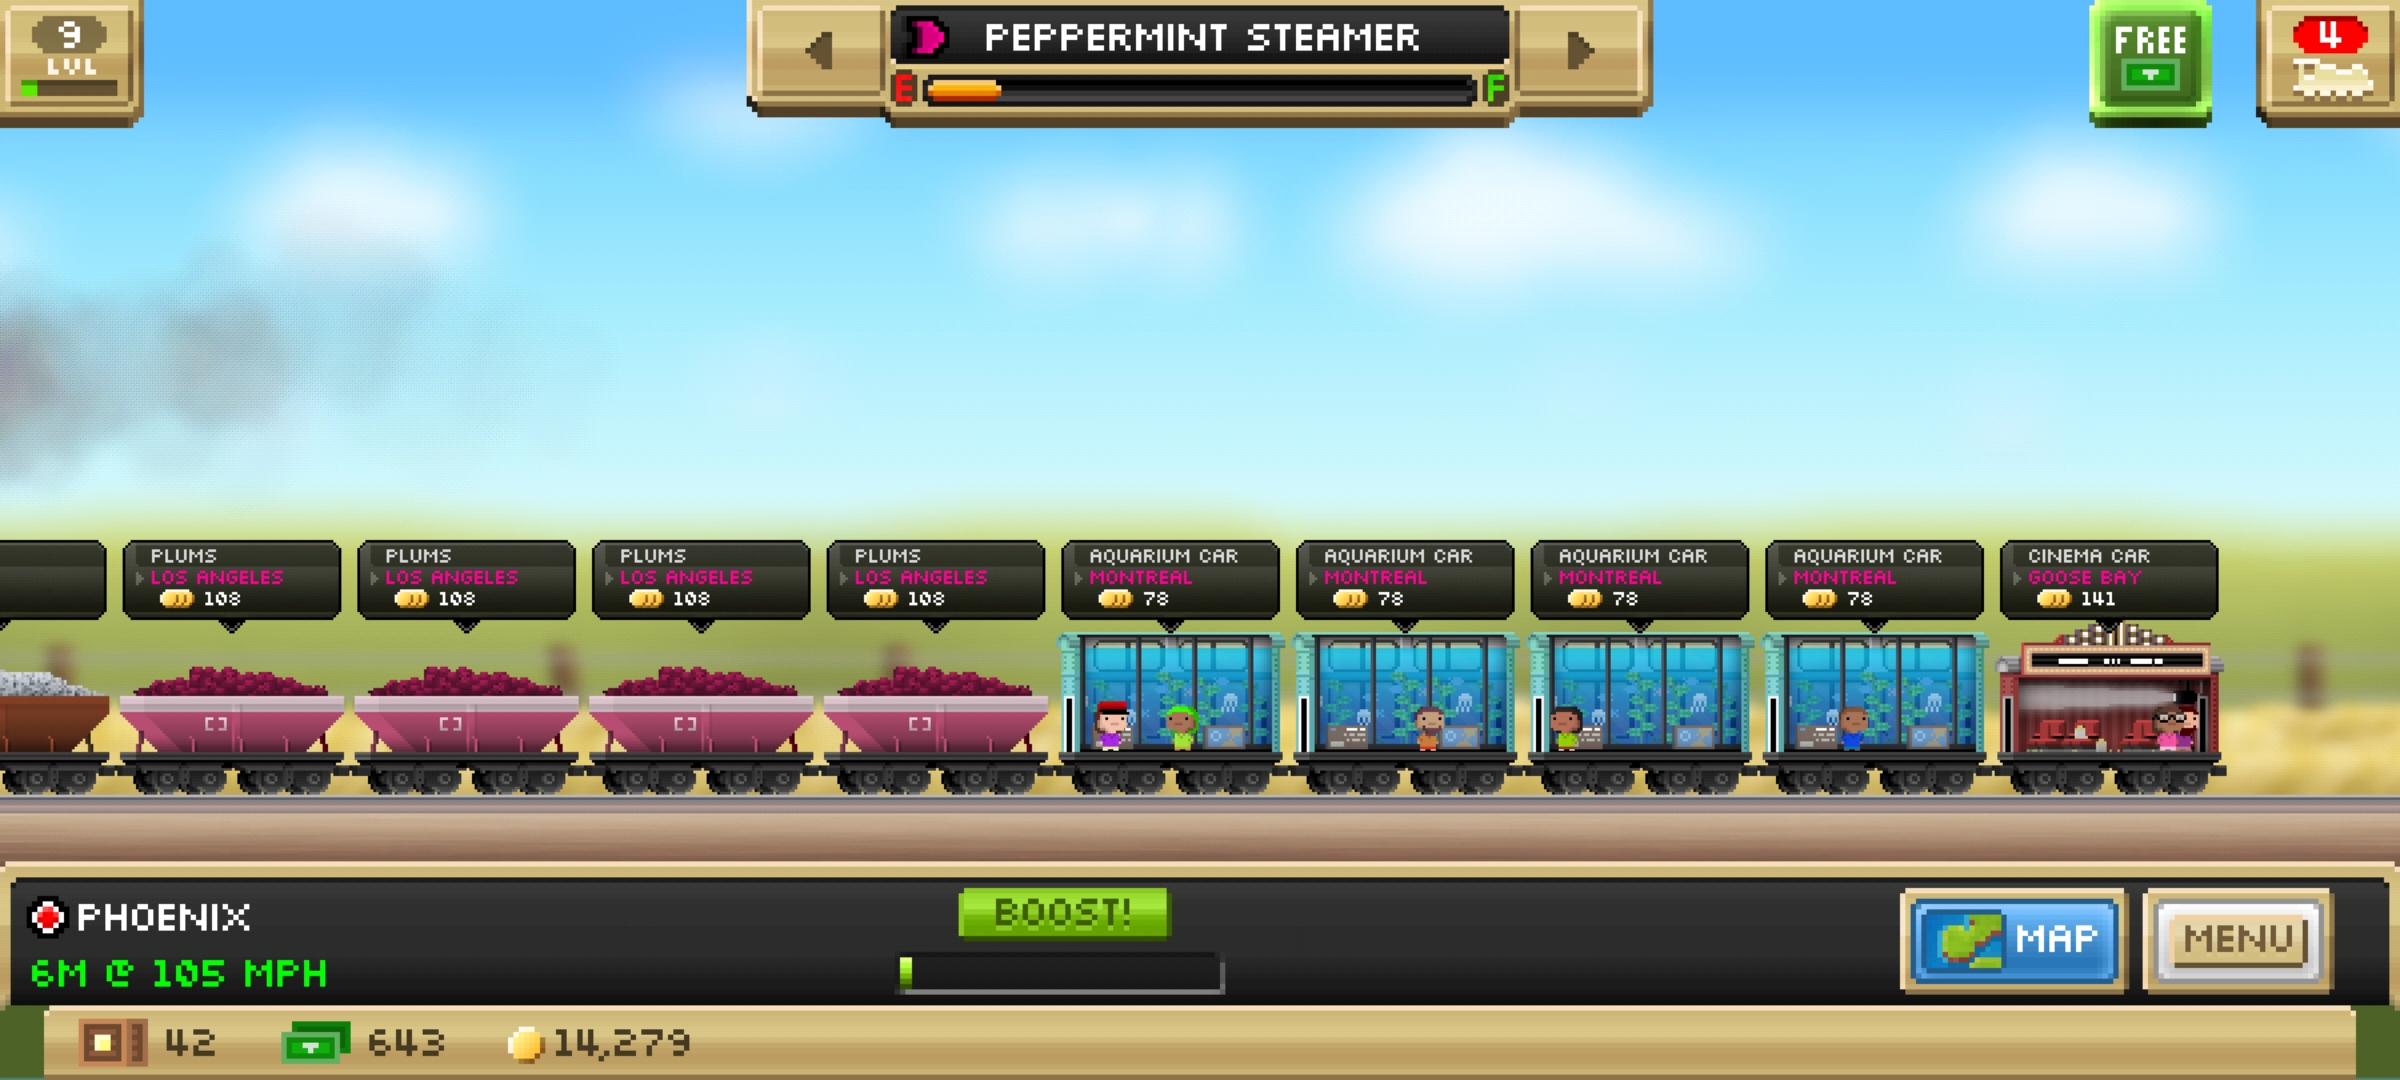 9
LVL
PEPPERMINT STEAMER
E F
FREE
4
PLUMS
LOS ANGELES
108
PLUMS
LOS ANGELES
108
PLUMS
LOS ANGELES
108
PLUMS
LOS ANGELES
108
AQUARIUM CAR
MONTREAL
78
AQUARIUM CAR
MONTREAL
78
AQUARIUM CAR
MONTREAL
78
AQUARIUM CAR
MONTREAL
78
CINEMA CAR
GOOSE BAY
141
PHOENIX
6M @ 105 MPH
BOOST!
MAP
MENU
42
643
14,279